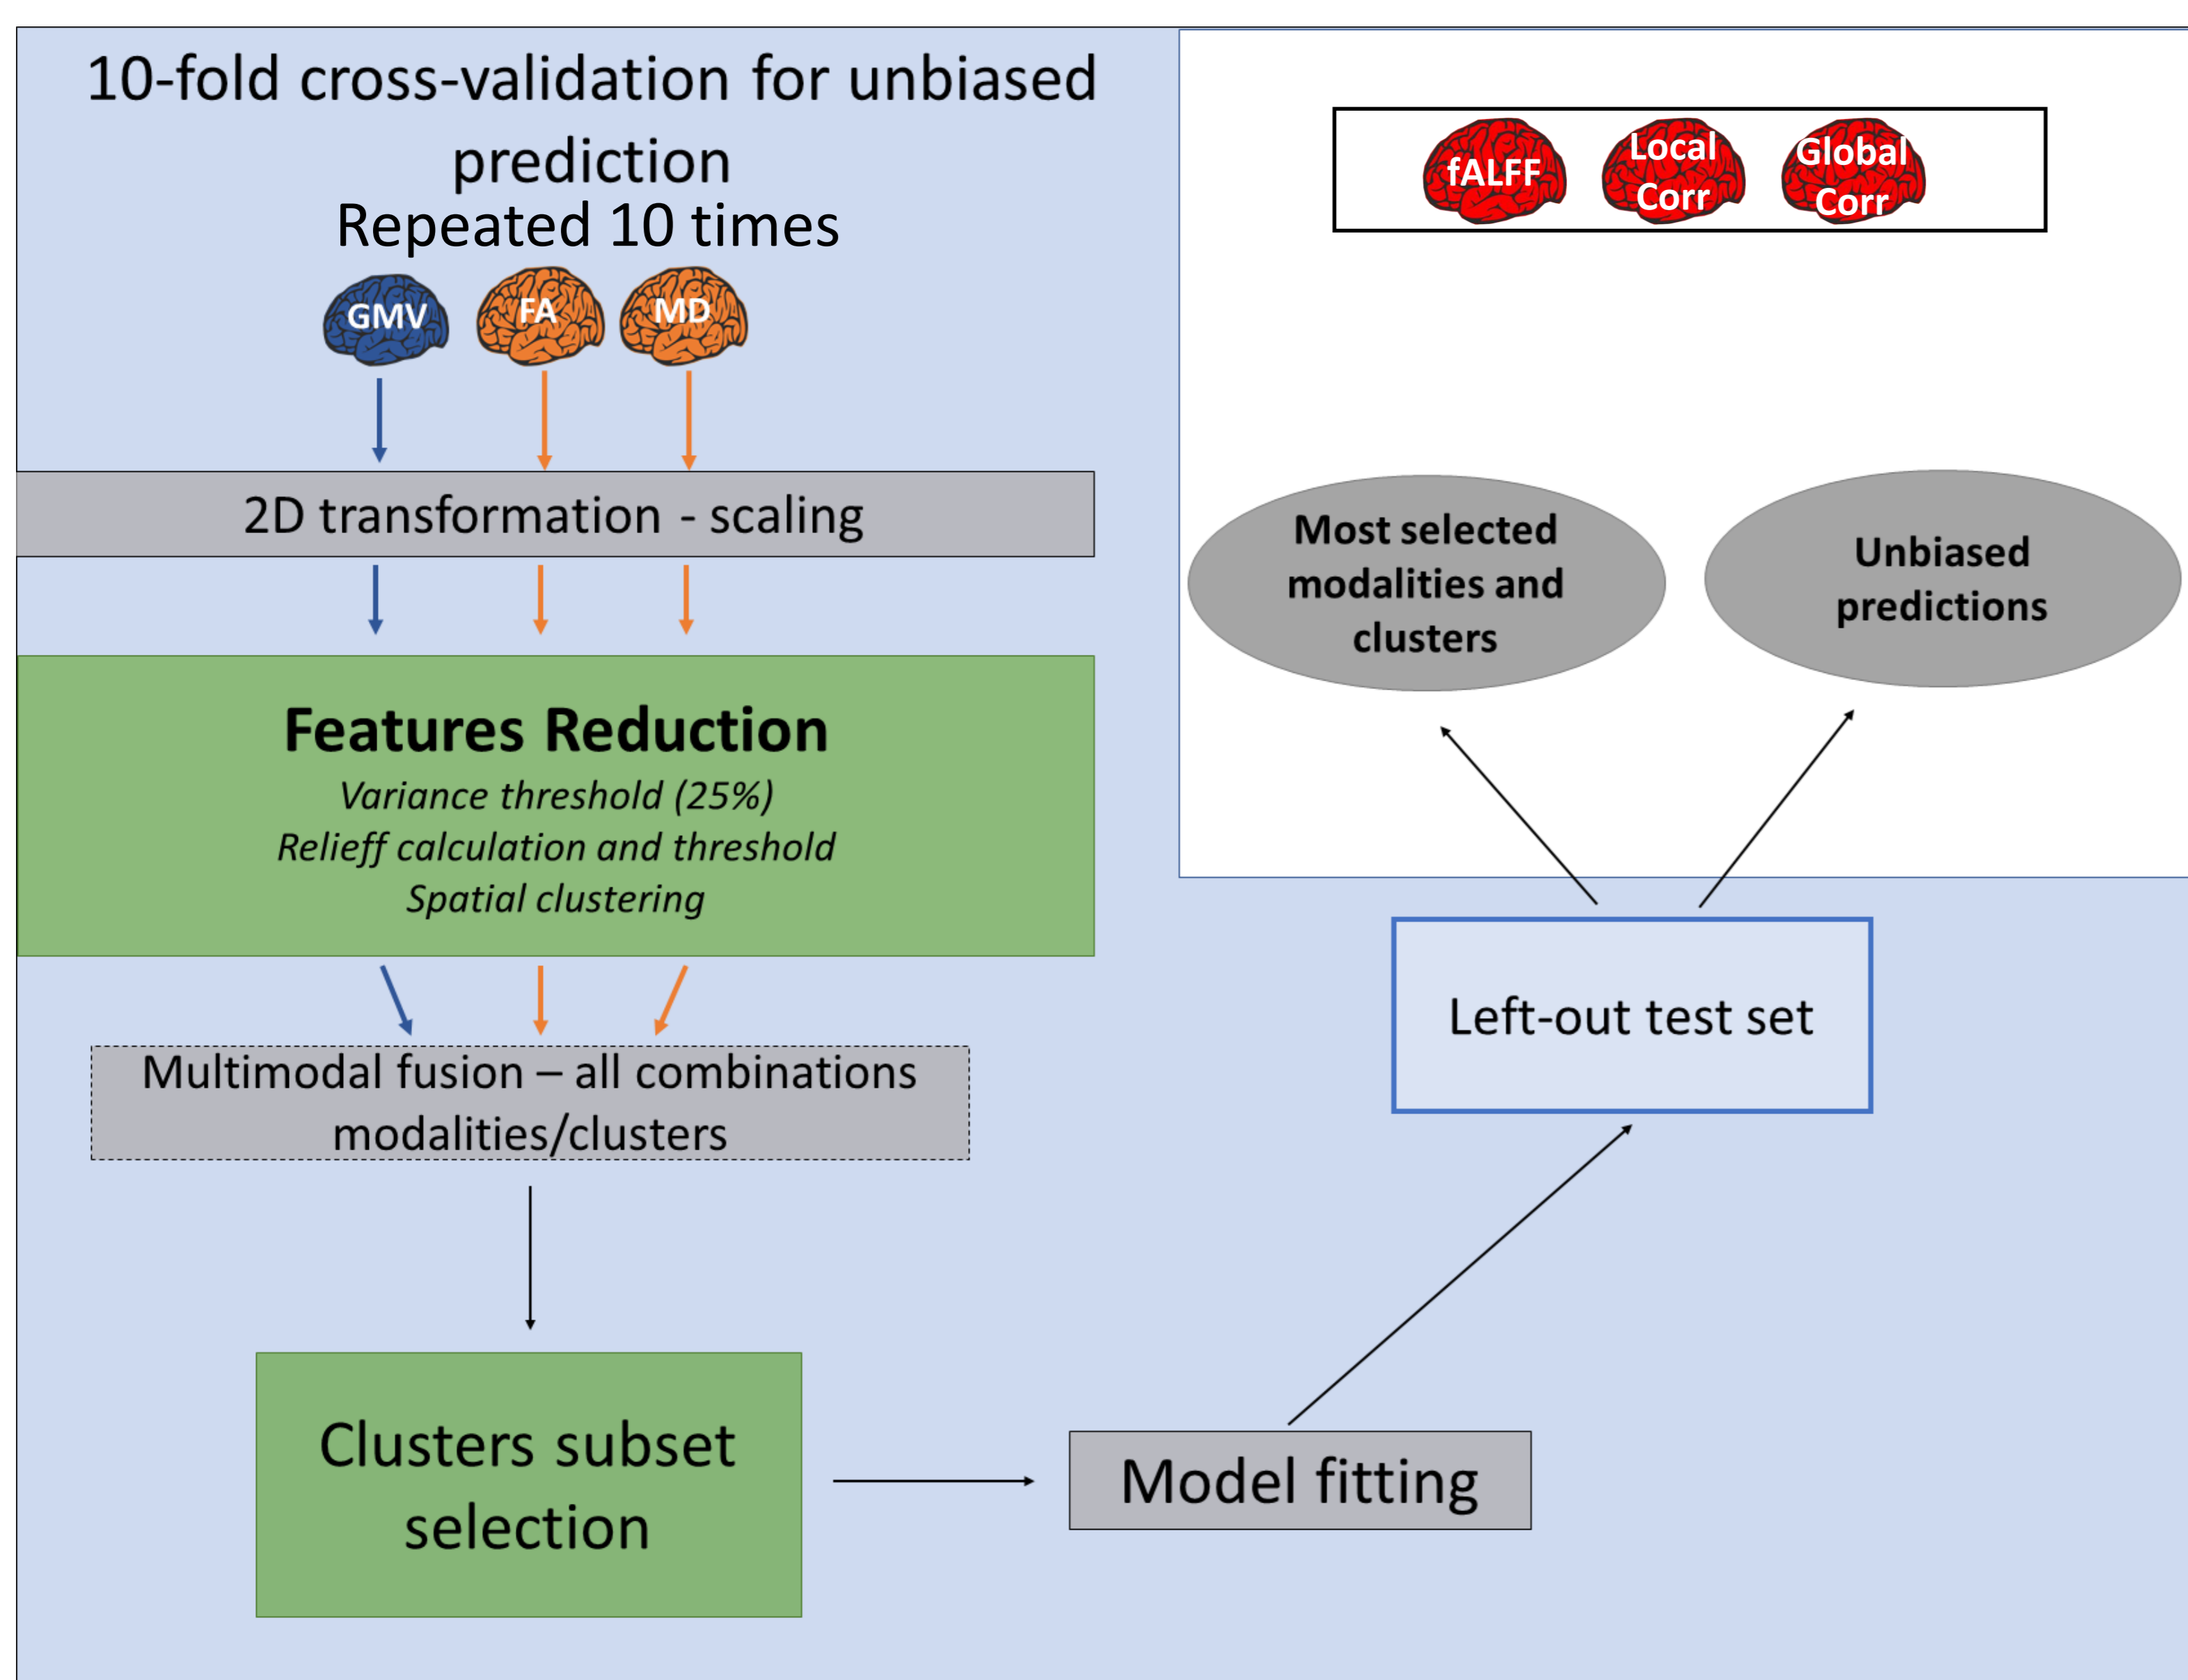 10-fold cross-validation for unbiased
prediction
Repeated 10 times
GMV
FA
MD
2D transformation - scaling
Features Reduction
Variance threshold (25%)
Relieff calculation and threshold
Spatial clustering
Multimodal fusion – all combinations
modalities/clusters
Clusters subset
selection
Model fitting
Left-out test set
Most selected
modalities and
clusters
Unbiased
predictions
fALFF
Local
Corr
Global
Corr